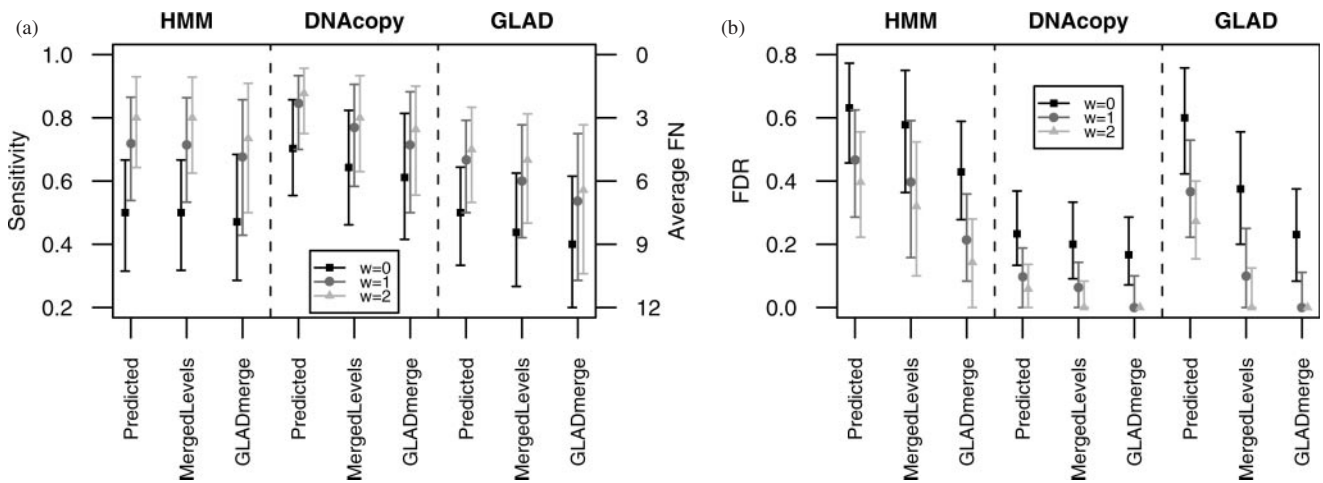 (a)
HMM DNAcopy GLAD
Sensitivity
1.0
0.8
0.6
0.4
0.2
0
3
6
9
12
Average FN
w=0
w=1
w=2
Predicted
MergedLevels
GLADmerge
Predicted
MergedLevels
GLADmerge
Predicted
MergedLevels
GLADmerge
(b)
HMM DNAcopy GLAD
FDR
0.8
0.6
0.4
0.2
0.0
w=0
w=1
w=2
Predicted
MergedLevels
GLADmerge
Predicted
MergedLevels
GLADmerge
Predicted
MergedLevels
GLADmerge